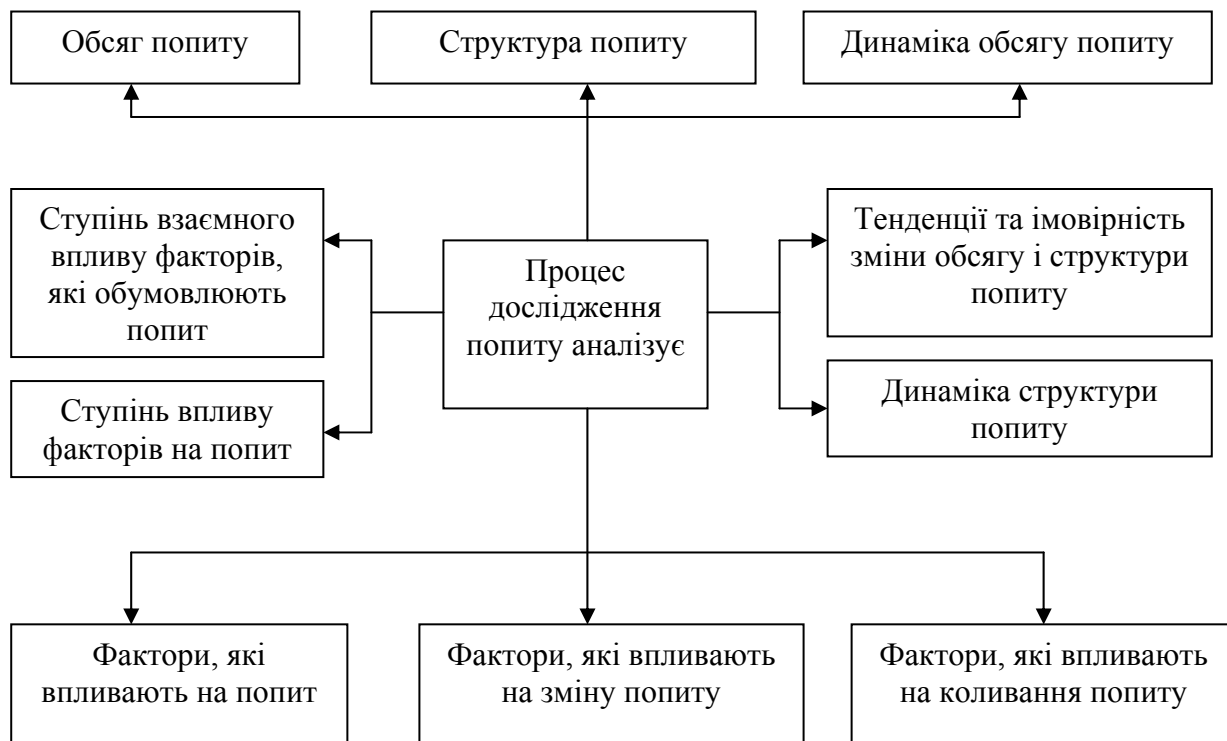 Обсяг попиту
Структура попиту
Динаміка обсягу попиту
Ступінь взаємного
впливу факторів,
які обумовлюють
попит
Процес
дослідження
попиту аналізує
Тенденції та імовірність
зміни обсягу і структури
попиту
Ступінь впливу
факторів на попит
Динаміка структури
попиту
Фактори, які
впливають на попит
Фактори, які впливають
на зміну попиту
Фактори, які впливають
на коливання попиту